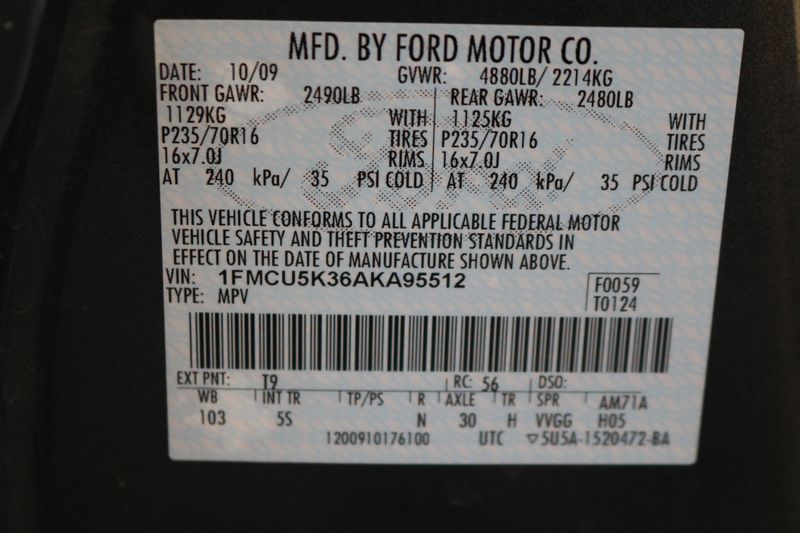 MFD. BY FORD MOTOR CO.
DATE: 10/09 GVWR: 4880LB/ 2214KG
FRONT GAWR: 2490LB REAR GAWR: 2480LB
1129KG WITH 1125KG WITH
P235/70R16 TIRES P235/70R16 TIRES
16x7.0J RIMS 16x7.0J RIMS
AT 240 kPa/ 35 PSI COLD AT 240 kPa/ 35 PSI COLD
THIS VEHICLE CONFORMS TO ALL APPLICABLE FEDERAL MOTOR
VEHICLE SAFETY AND THEFT PREVENTION STANDARDS IN
EFFECT ON THE DATE OF MANUFACTURE SHOWN ABOVE.
VIN: 1FMCU5K36AKA95512 F0059
TYPE: MPV T0124
EXT PNT: T9 RC: 56 DSO:
WB INT TR TP/PS R AXLE TR SPR AM71A
103 5S N 30 H VVGG H05
1200910176100 UTC ▽5U5A-1520472-BA